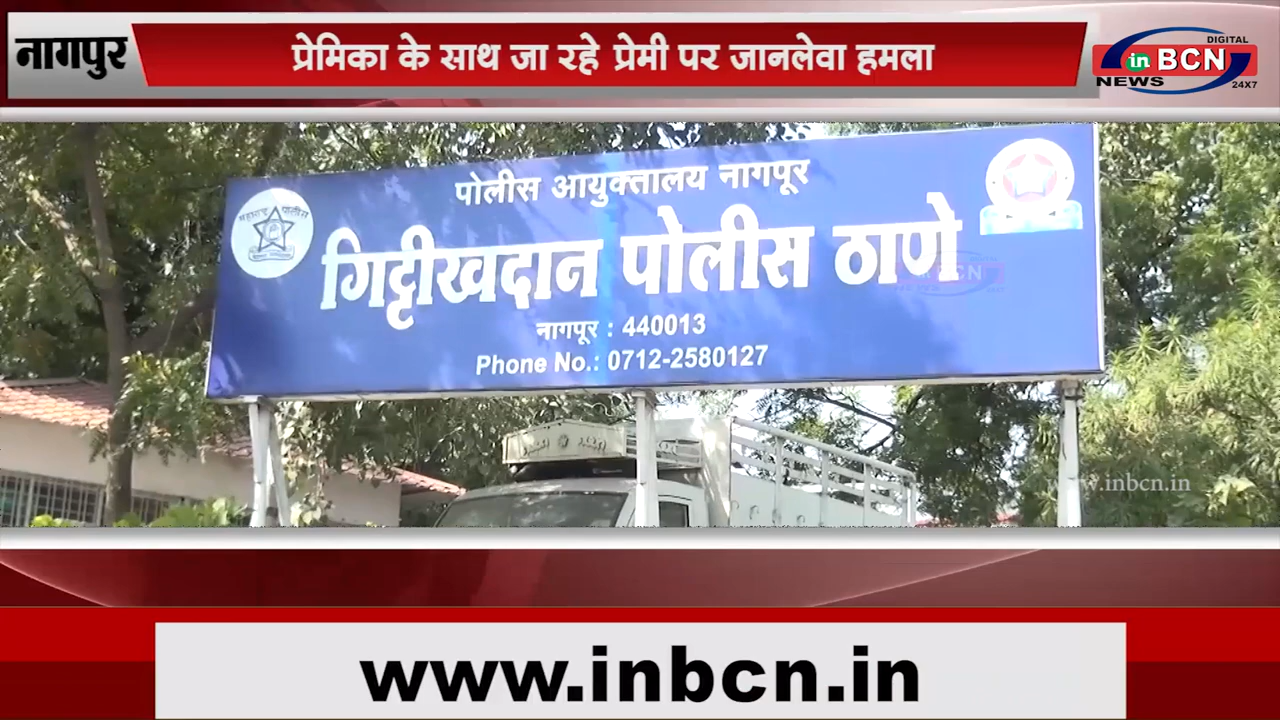 नागपुर
प्रेमिका के साथ जा रहे प्रेमी पर जानलेवा हमला
DIGITAL
in BCN
NEWS 24X7
पोलीस आयुक्तालय नागपूर
महाराष्ट्र पोलीस
गिट्टीखदान पोलीस ठाणे
नागपूर : 440013
Phone No.: 0712-2580127
www.inbcn.in
www.inbcn.in